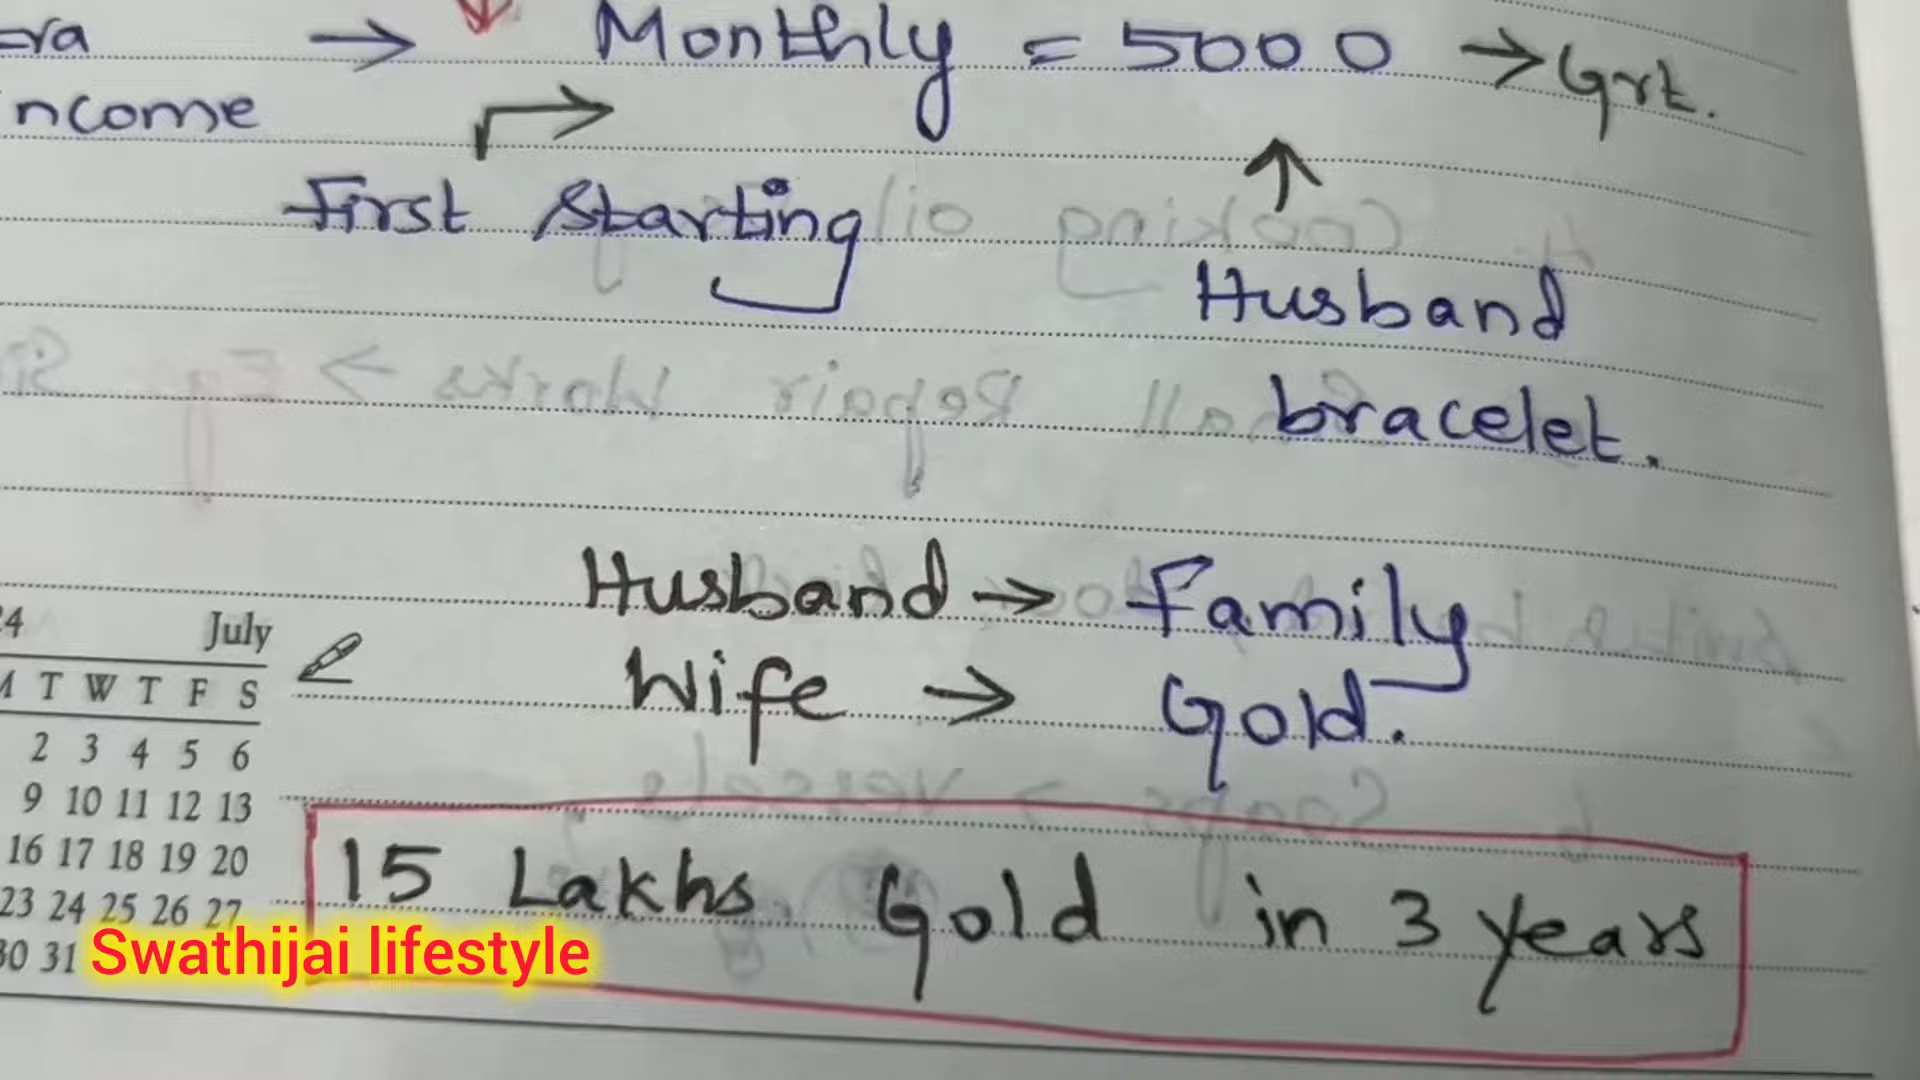 ra → Monthly = 5000 → Grt.
ncome
First Starting
Husband
bracelet.
Husband → Family
Wife → Gold.
15 Lakhs Gold in 3 years
24 July
T W T F S
2 3 4 5 6
9 10 11 12 13
16 17 18 19 20
23 24 25 26 27
30 31
Swathijai lifestyle